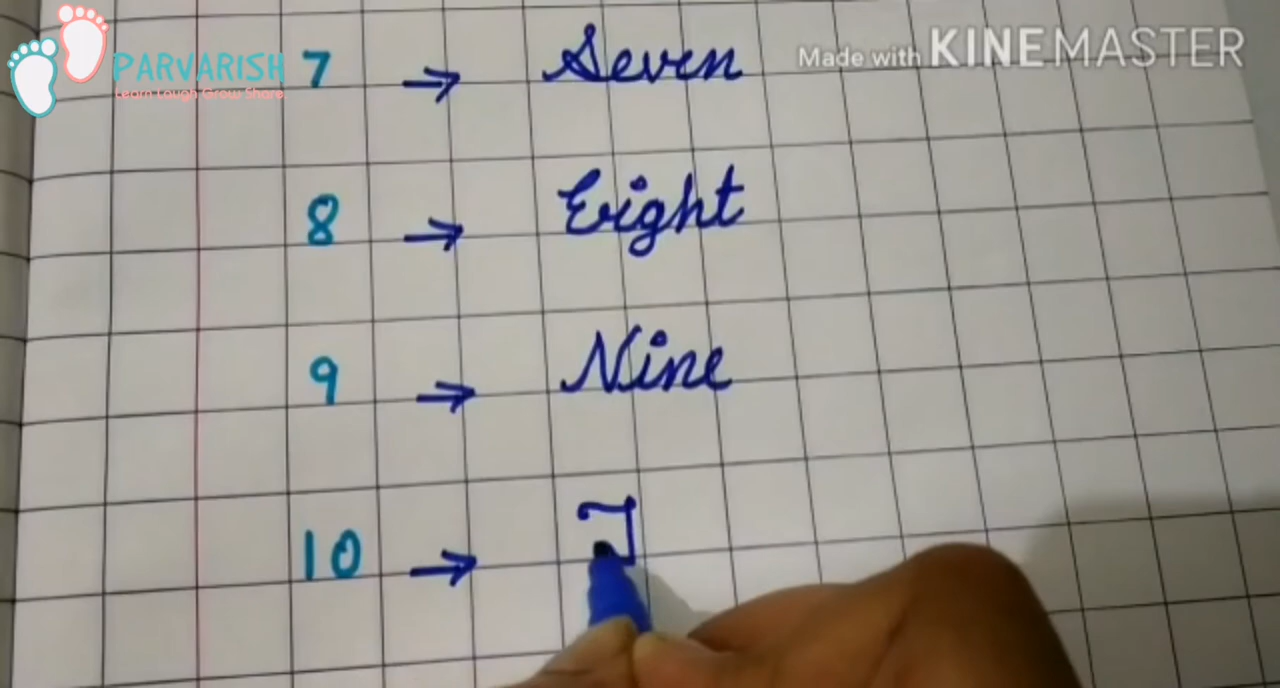 PARVARISH
Learn Laugh Grow Share.
Made with KINEMASTER
7 → Seven
8 → Eight
9 → Nine
10 → T